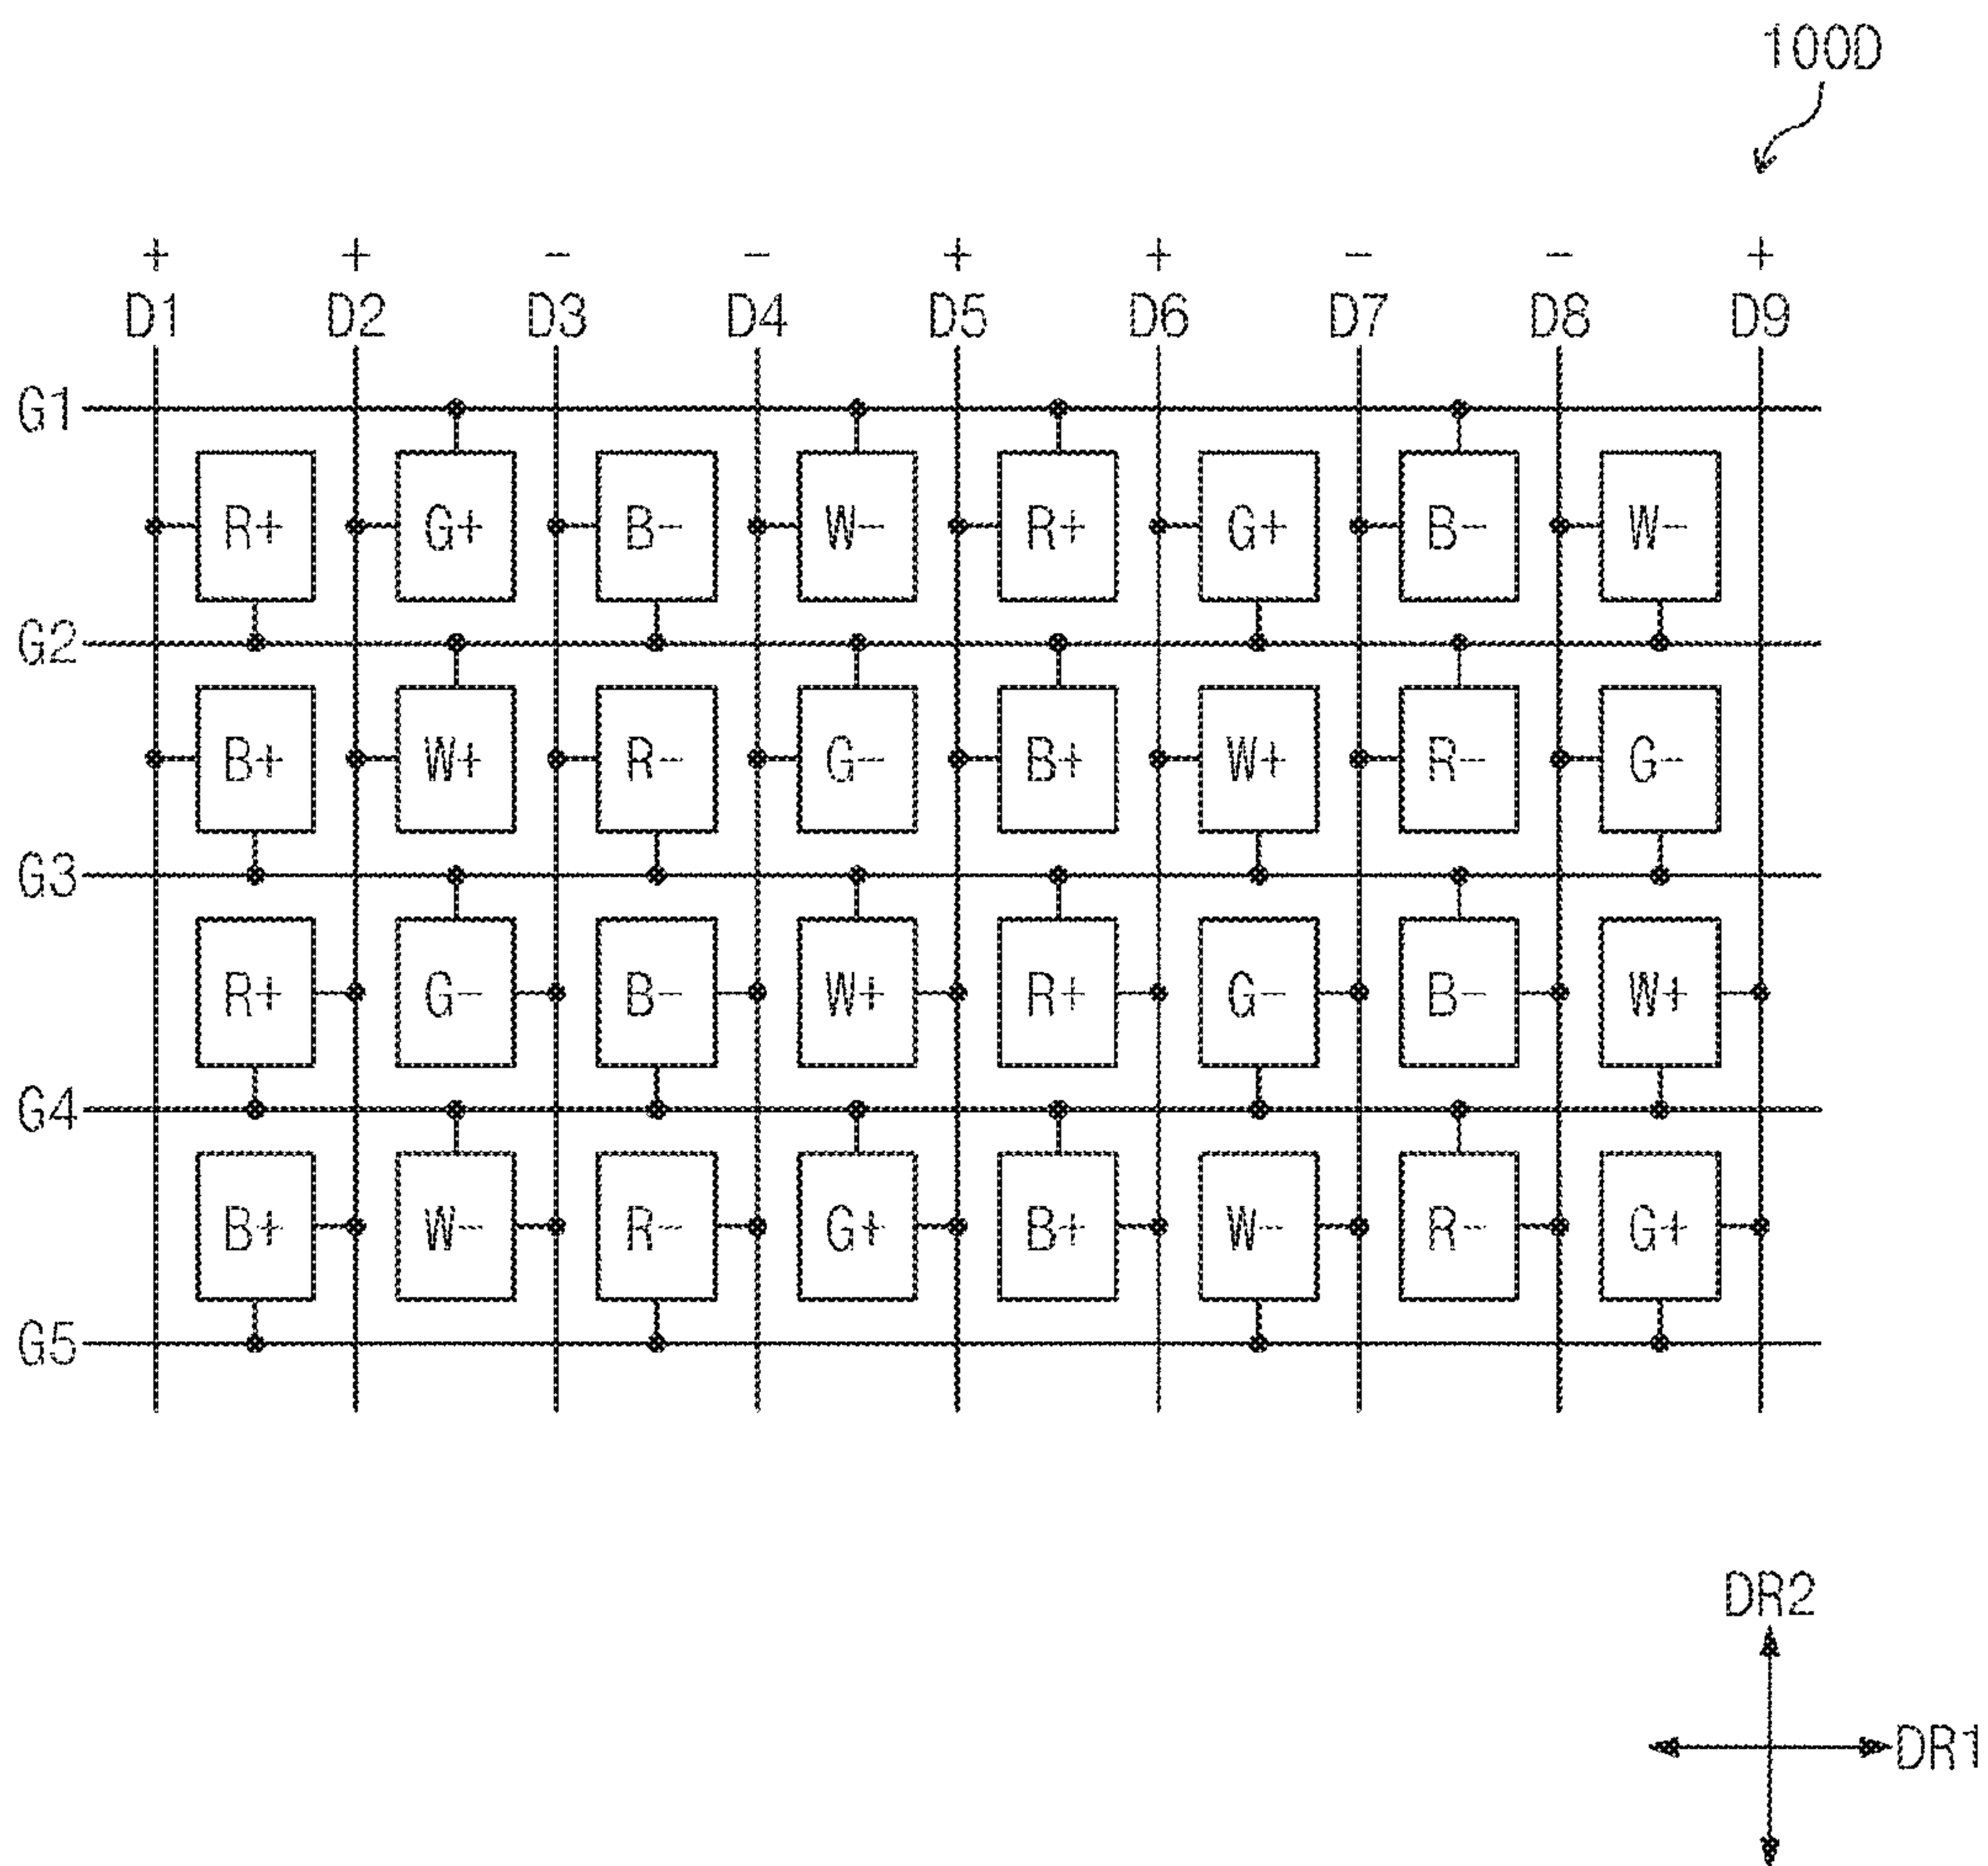 100D
+ + - - + + - - +
D1 D2 D3 D4 D5 D6 D7 D8 D9
G1
R+ G+ B- W- R+ G+ B- W-
G2
B+ W+ R- G- B+ W+ R- G-
G3
R+ G- B- W+ R+ G- B- W+
G4
B+ W- R- G+ B+ W- R- G+
G5
DR2
DR1